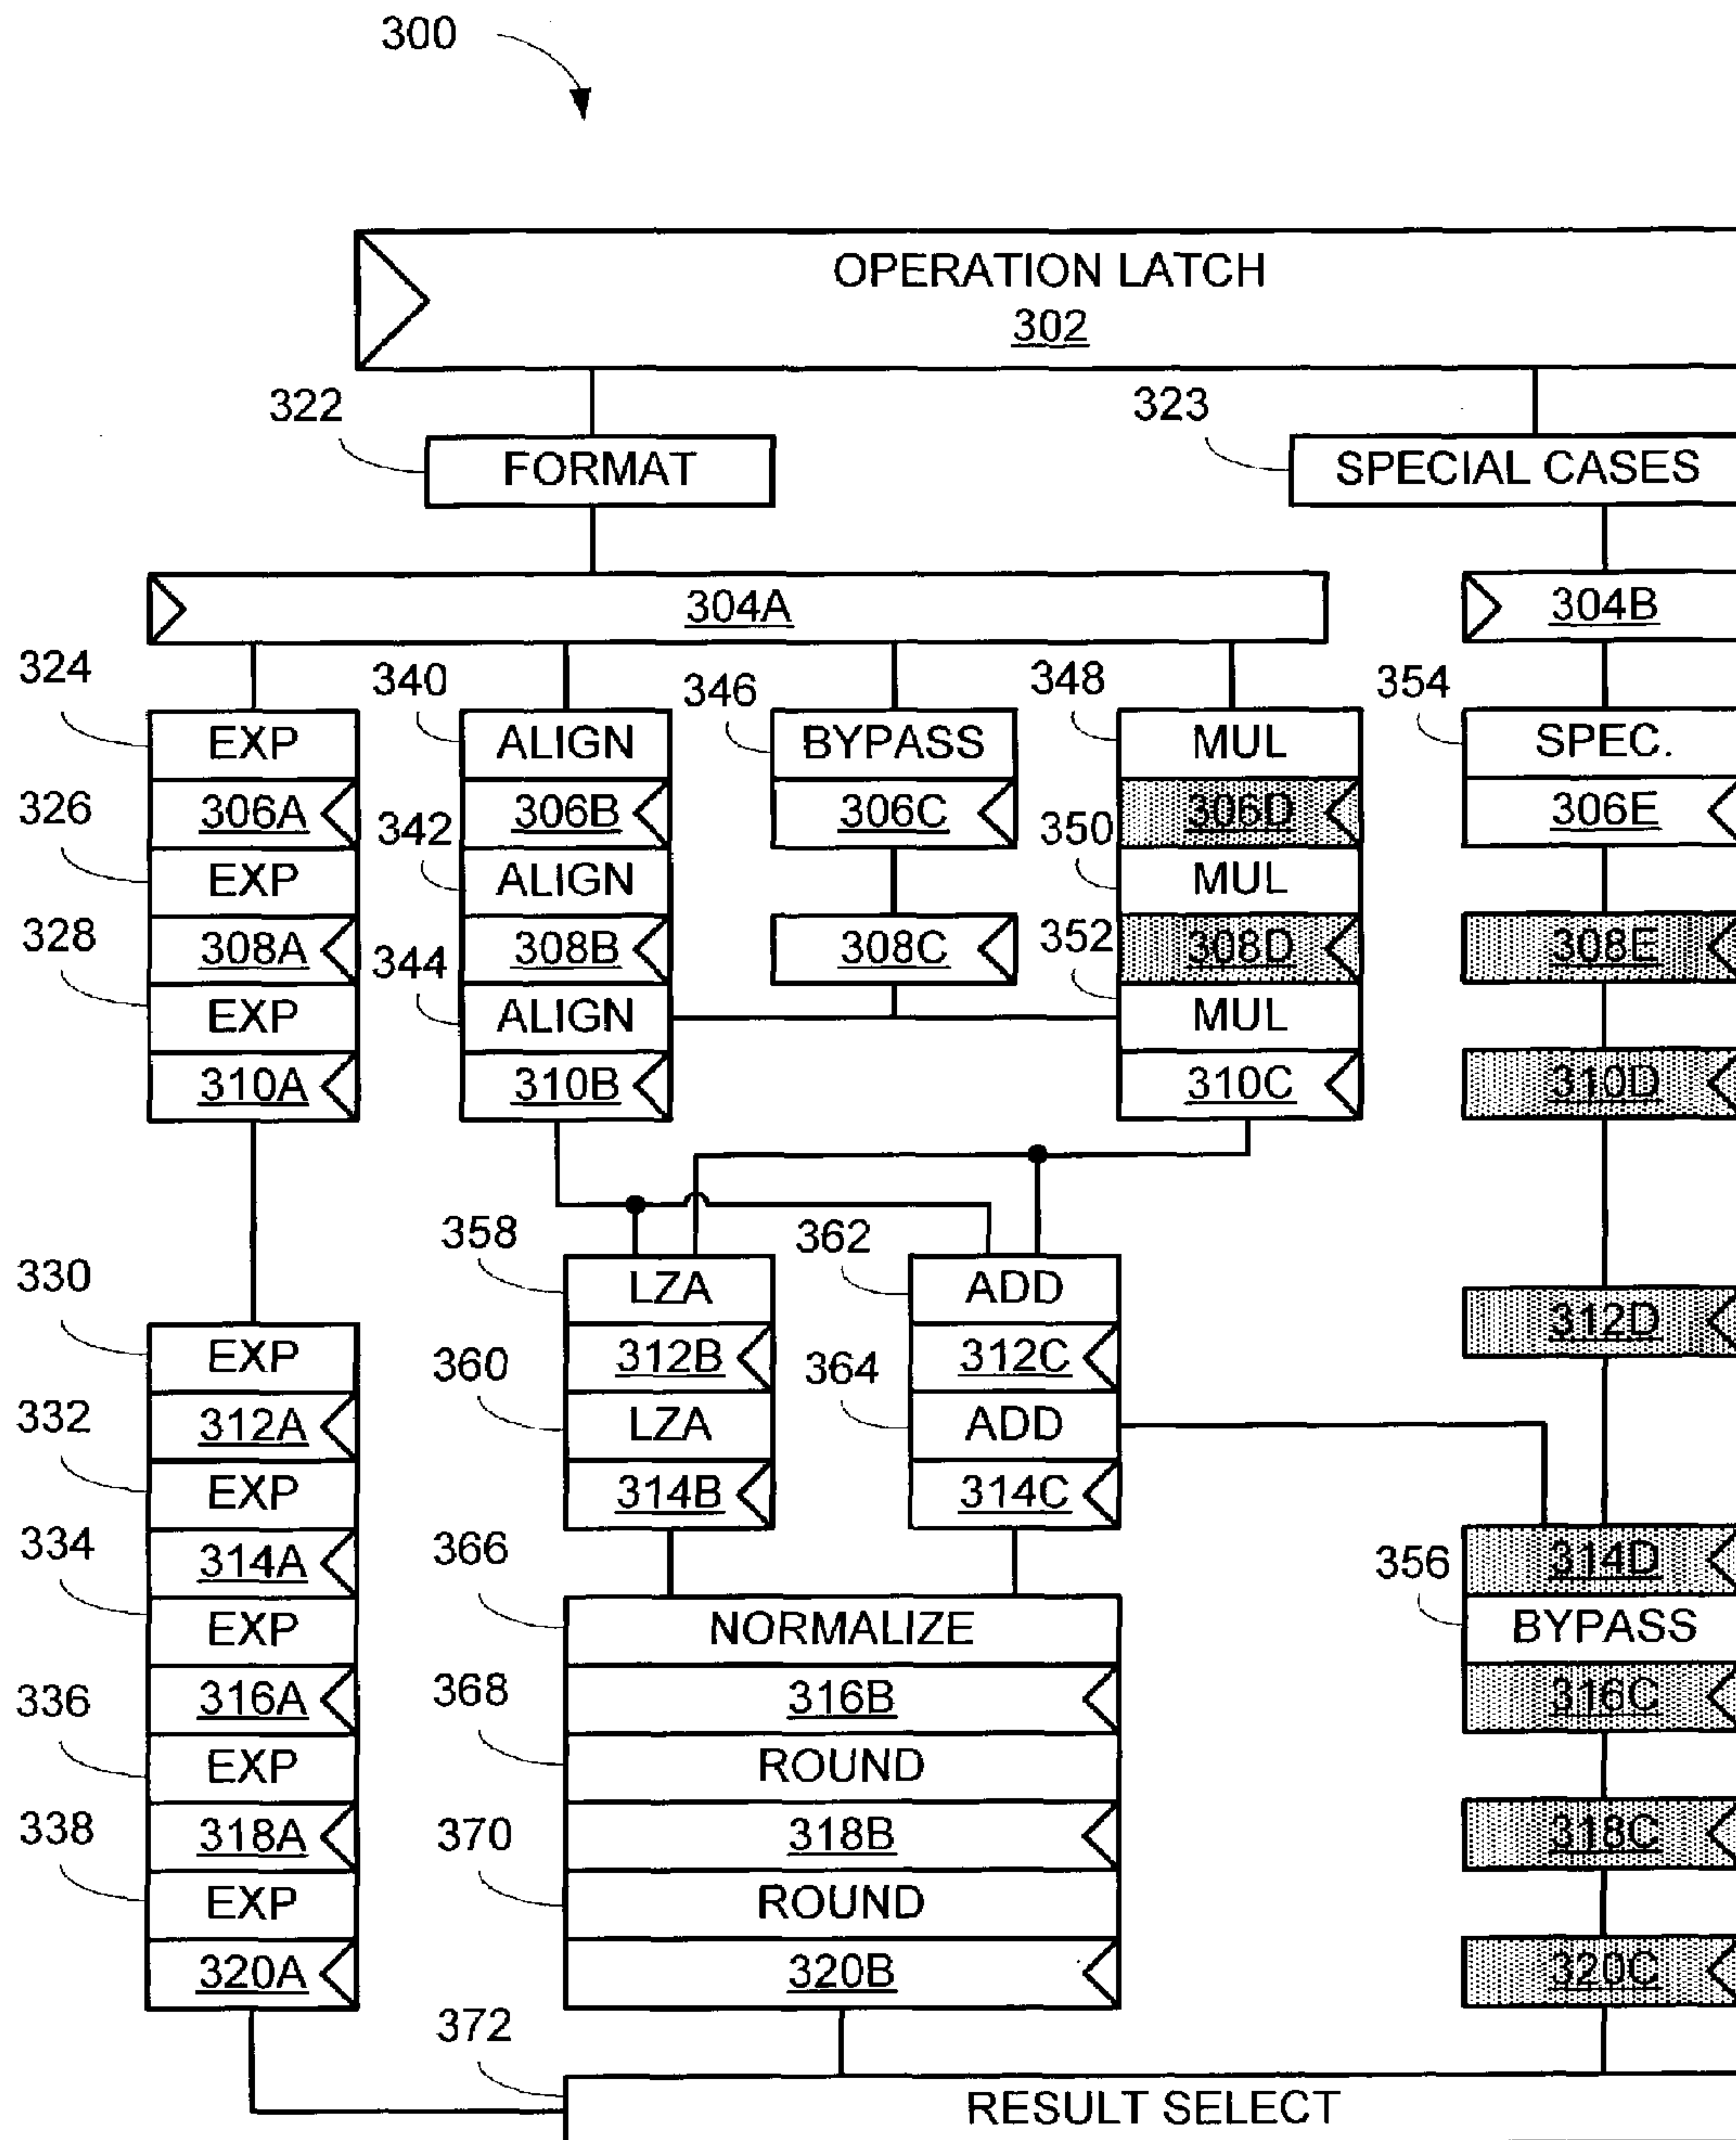 300
OPERATION LATCH
302
322
323
FORMAT
SPECIAL CASES
304A
304B
324
340
346
348
354
EXP
ALIGN
BYPASS
MUL
SPEC.
326
342
350
306A
306B
306C
306D
306E
EXP
ALIGN
MUL
328
344
352
308A
308B
308C
308D
308E
EXP
ALIGN
MUL
310A
310B
310C
310D
358
362
330
LZA
ADD
312D
EXP
360
312B
312C
364
332
312A
LZA
ADD
EXP
314B
314C
334
366
356
314A
314D
EXP
NORMALIZE
BYPASS
336
368
316A
316B
316C
EXP
ROUND
338
370
318A
318B
318C
EXP
ROUND
320A
320B
320C
372
RESULT SELECT